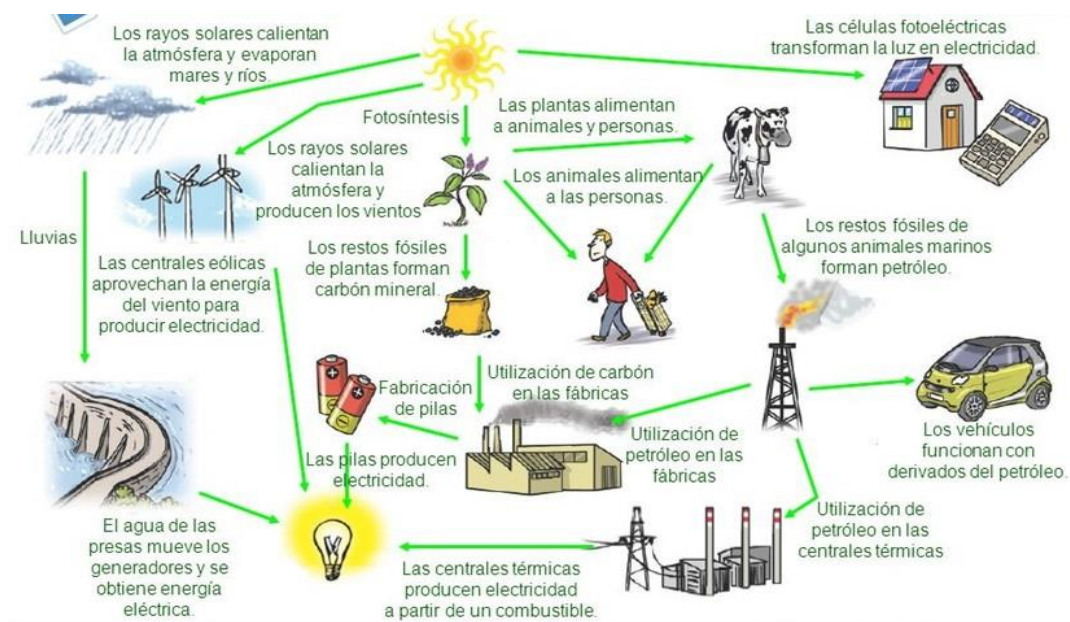 Los rayos solares calientan
la atmósfera y evaporan
mares y ríos.
Las células fotoeléctricas
transforman la luz en electricidad.
Fotosíntesis
Las plantas alimentan
a animales y personas.
Los rayos solares
calientan la
atmósfera y
producen los vientos
Los animales alimentan
a las personas.
Lluvias
Los restos fósiles de
algunos animales marinos
forman petróleo.
Las centrales eólicas
aprovechan la energía
del viento para
producir electricidad.
Los restos fósiles
de plantas forman
carbón mineral.
Fabricación
de pilas
Utilización de carbón
en las fábricas
Utilización de
petróleo en las
fábricas
Los vehículos
funcionan con
derivados del petróleo.
Las pilas producen
electricidad.
El agua de las
presas mueve los
generadores y se
obtiene energía
eléctrica.
Las centrales térmicas
producen electricidad
a partir de un combustible.
Utilización de
petróleo en las
centrales térmicas